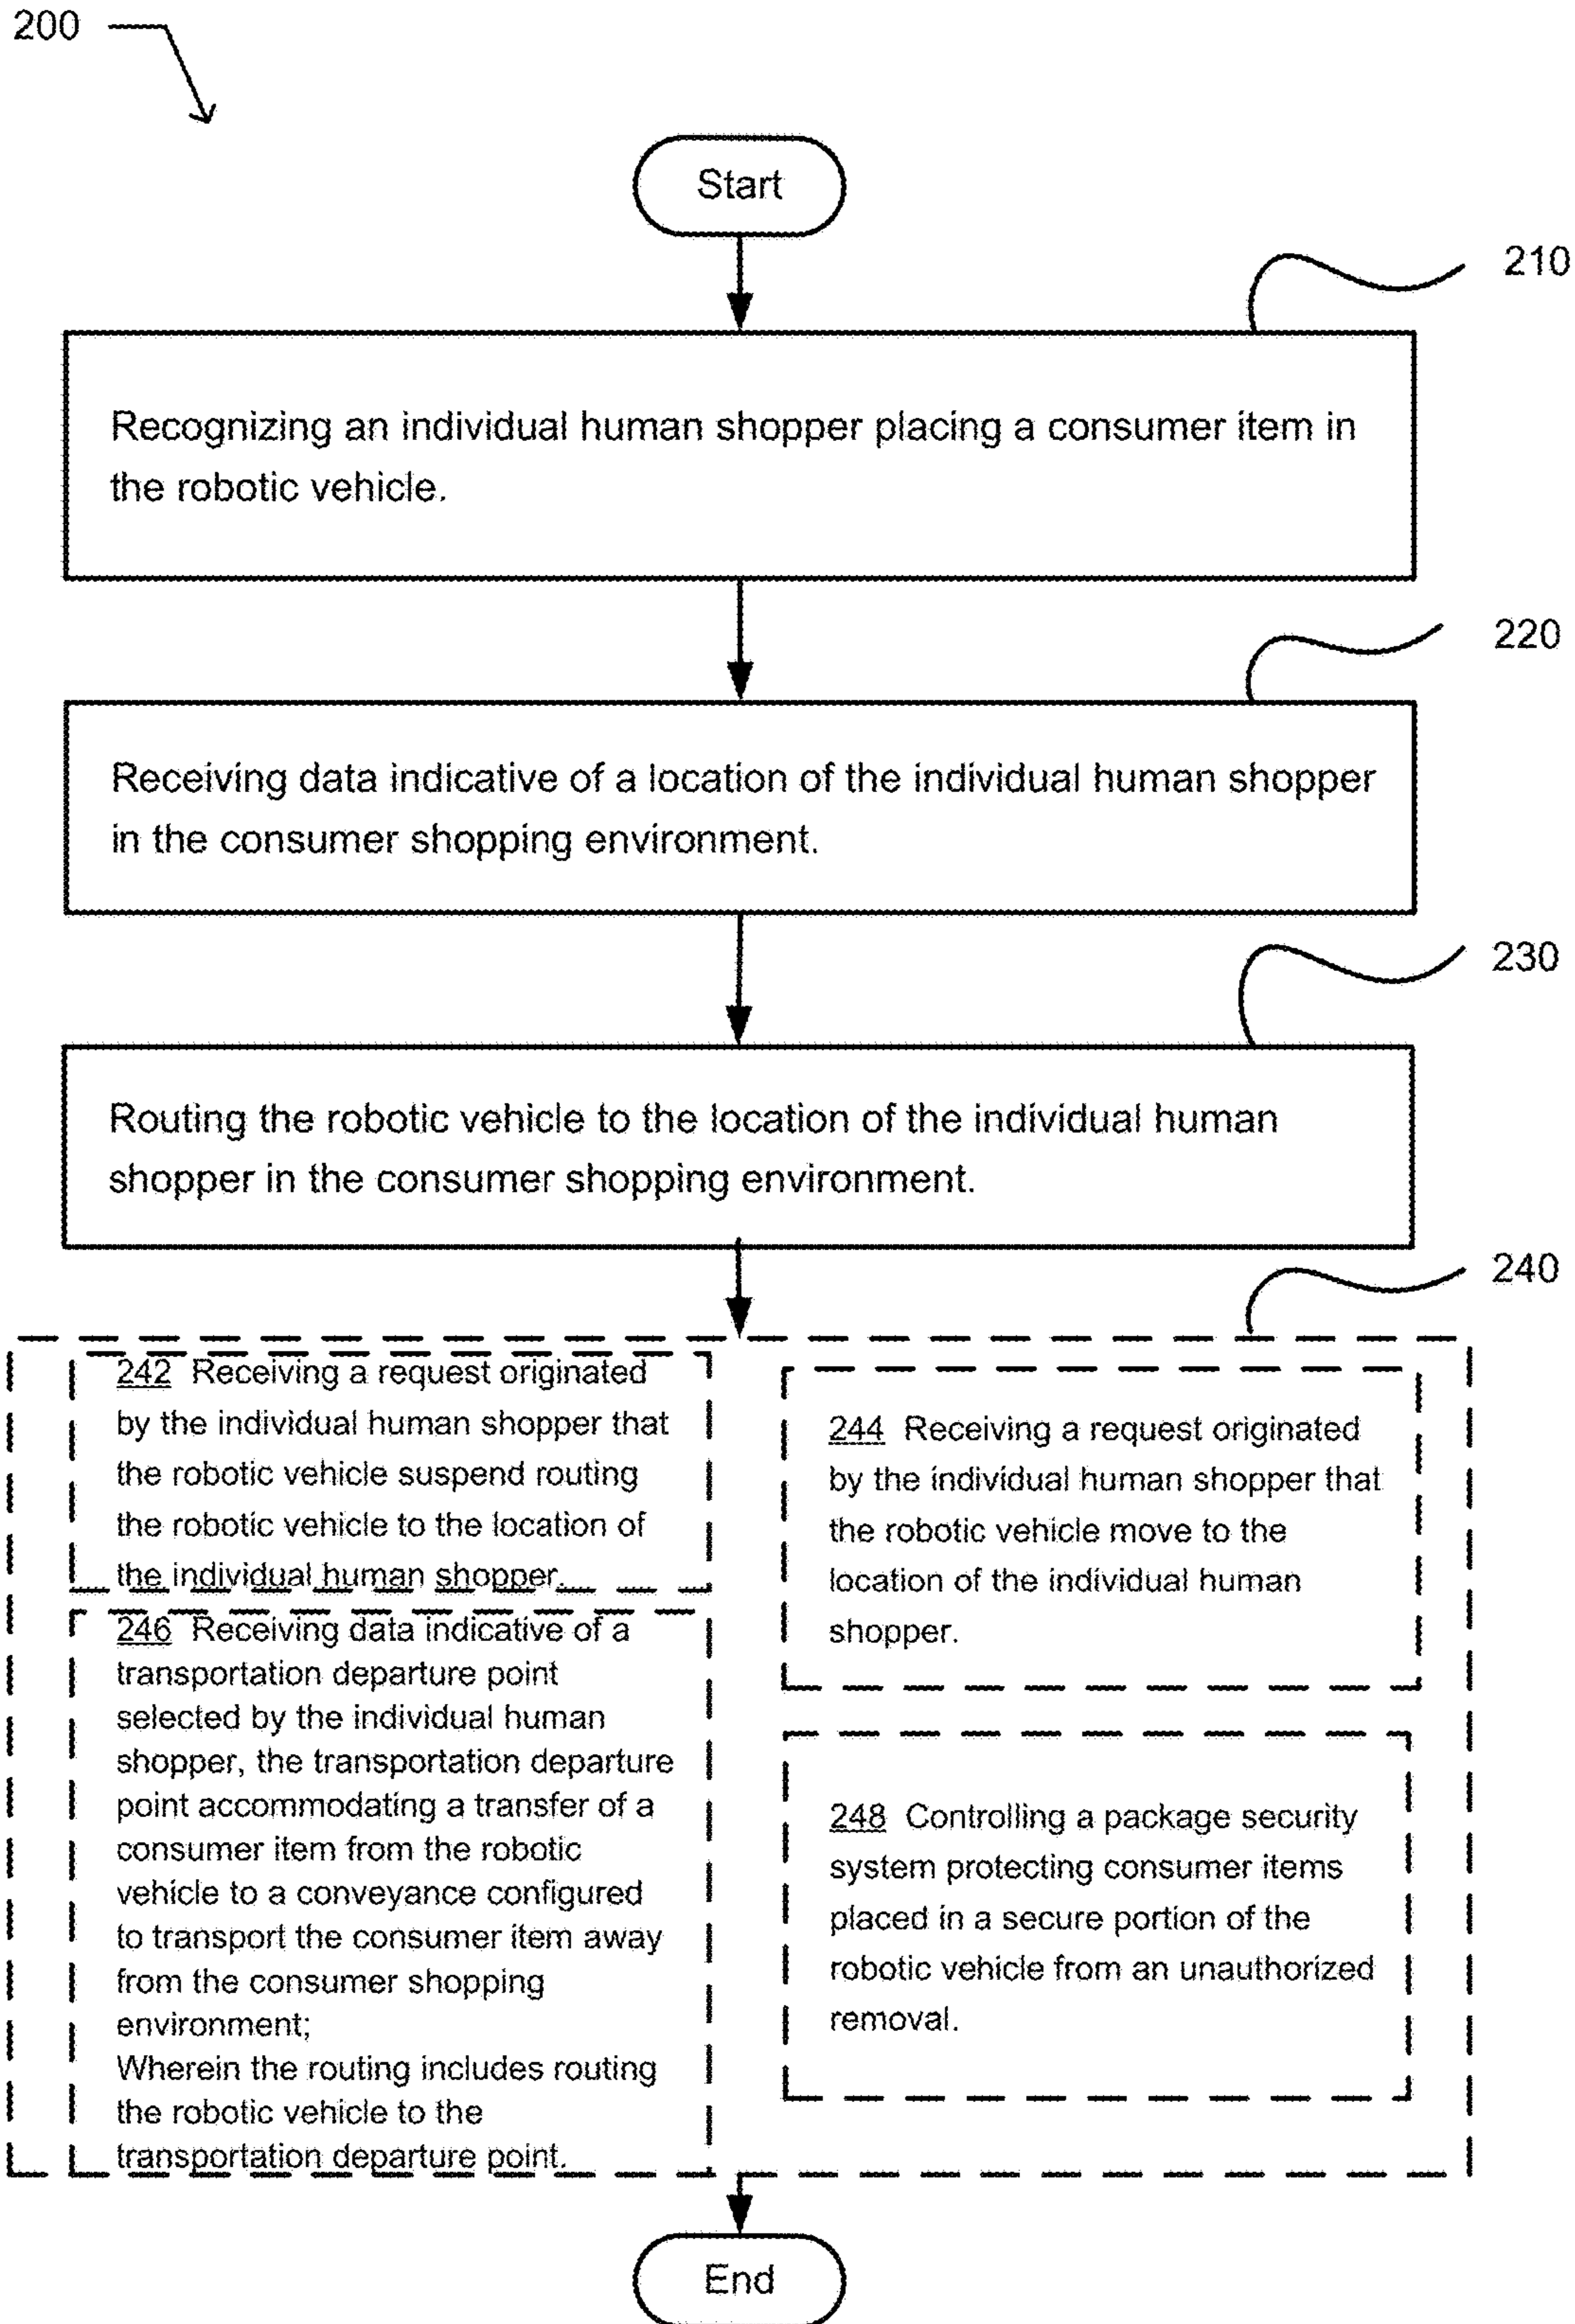 200
Start
210
Recognizing an individual human shopper placing a consumer item in
the robotic vehicle.
220
Receiving data indicative of a location of the individual human shopper
in the consumer shopping environment.
230
Routing the robotic vehicle to the location of the individual human
shopper in the consumer shopping environment.
240
242 Receiving a request originated
by the individual human shopper that
the robotic vehicle suspend routing
the robotic vehicle to the location of
the individual human shopper.
244 Receiving a request originated
by the individual human shopper that
the robotic vehicle move to the
location of the individual human
shopper.
246 Receiving data indicative of a
transportation departure point
selected by the individual human
shopper, the transportation departure
point accommodating a transfer of a
consumer item from the robotic
vehicle to a conveyance configured
to transport the consumer item away
from the consumer shopping
environment;
Wherein the routing includes routing
the robotic vehicle to the
transportation departure point.
248 Controlling a package security
system protecting consumer items
placed in a secure portion of the
robotic vehicle from an unauthorized
removal.
End